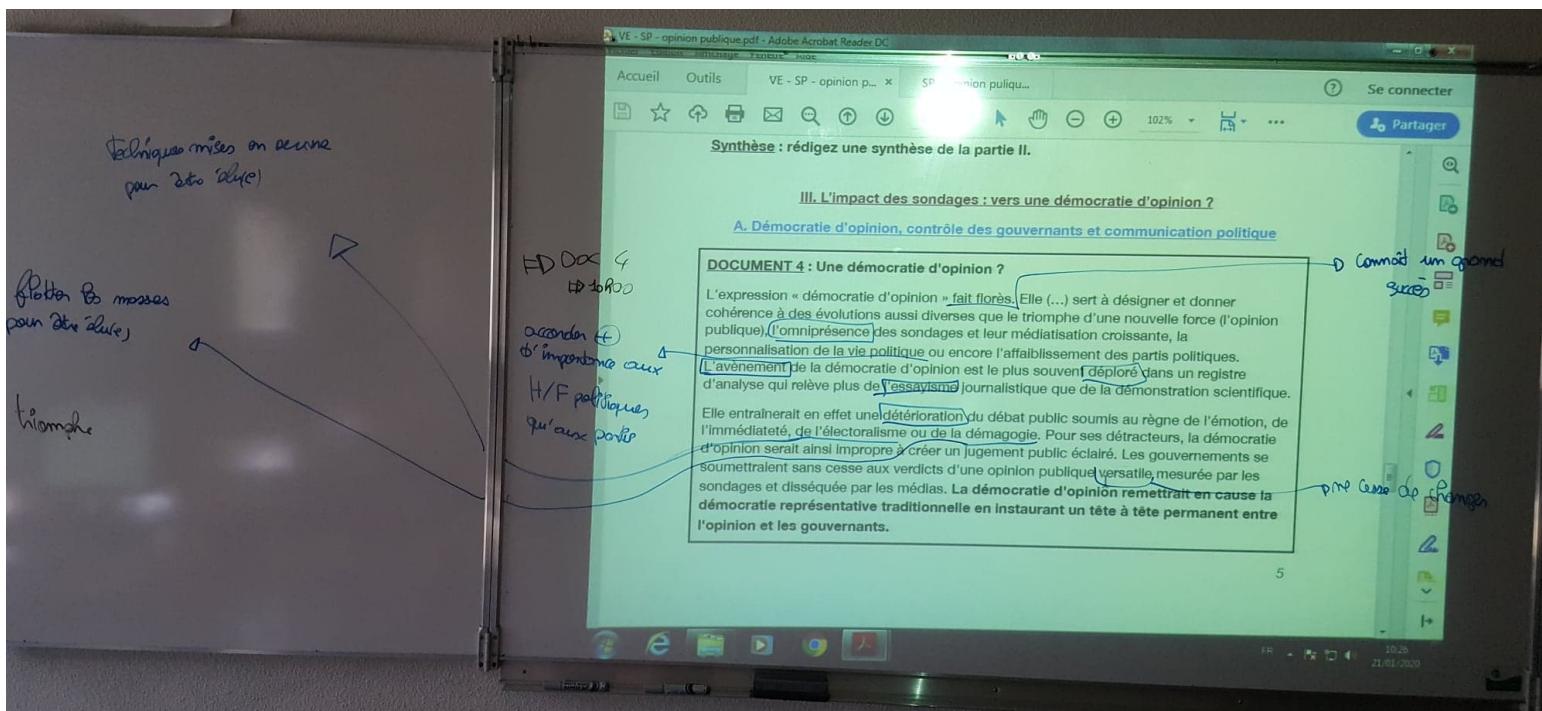 Techniques mises en œuvre
pour être élu(e)
flatter les masses
pour être élu(e)
triomphe
DOC 4
10h00
accorder +
d'importance aux
H/F politiques
qu'aux partis
VE - SP - opinion publique.pdf - Adobe Acrobat Reader DC
Fichier Edition Affichage Fenêtre Aide
Accueil Outils VE - SP - opinion p... × SP opinion puliqu...
? Se connecter
102% ...
Partager
Synthèse : rédigez une synthèse de la partie II.
III. L'impact des sondages : vers une démocratie d'opinion ?
A. Démocratie d'opinion, contrôle des gouvernants et communication politique
DOCUMENT 4 : Une démocratie d'opinion ?
L'expression « démocratie d'opinion » fait florès. Elle (…) sert à désigner et donner
cohérence à des évolutions aussi diverses que le triomphe d'une nouvelle force (l'opinion
publique), l'omniprésence des sondages et leur médiatisation croissante, la
personnalisation de la vie politique ou encore l'affaiblissement des partis politiques.
L'avènement de la démocratie d'opinion est le plus souvent déploré dans un registre
d'analyse qui relève plus de l'essayisme journalistique que de la démonstration scientifique.
Elle entraînerait en effet une détérioration du débat public soumis au règne de l'émotion, de
l'immédiateté, de l'électoralisme ou de la démagogie. Pour ses détracteurs, la démocratie
d'opinion serait ainsi impropre à créer un jugement public éclairé. Les gouvernements se
soumettraient sans cesse aux verdicts d'une opinion publique versatile, mesurée par les
sondages et disséquée par les médias. La démocratie d'opinion remettrait en cause la
démocratie représentative traditionnelle en instaurant un tête à tête permanent entre
l'opinion et les gouvernants.
5
Connaît un grand
succès
ne cesse de changer
FR
10:26
21/01/2020